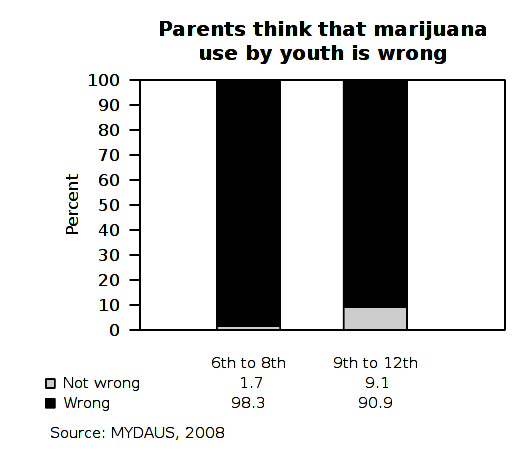 Parents think that marijuana
use by youth is wrong
100
90
80
70
60
50
40
30
20
10
0
Percent
6th to 8th 9th to 12th
Not wrong 1.7 9.1
Wrong 98.3 90.9
Source: MYDAUS, 2008